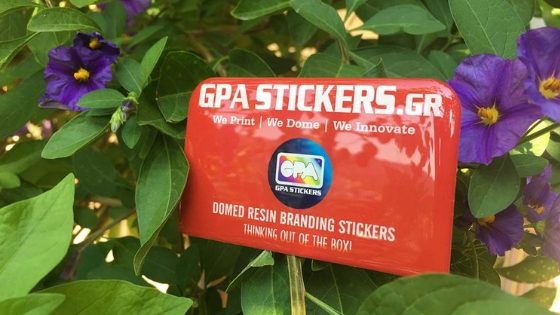 GPA STICKERS.GR
We Print | We Dome | We Innovate
GPA
GPA STICKERS
DOMED RESIN BRANDING STICKERS
THINKING OUT OF THE BOX!